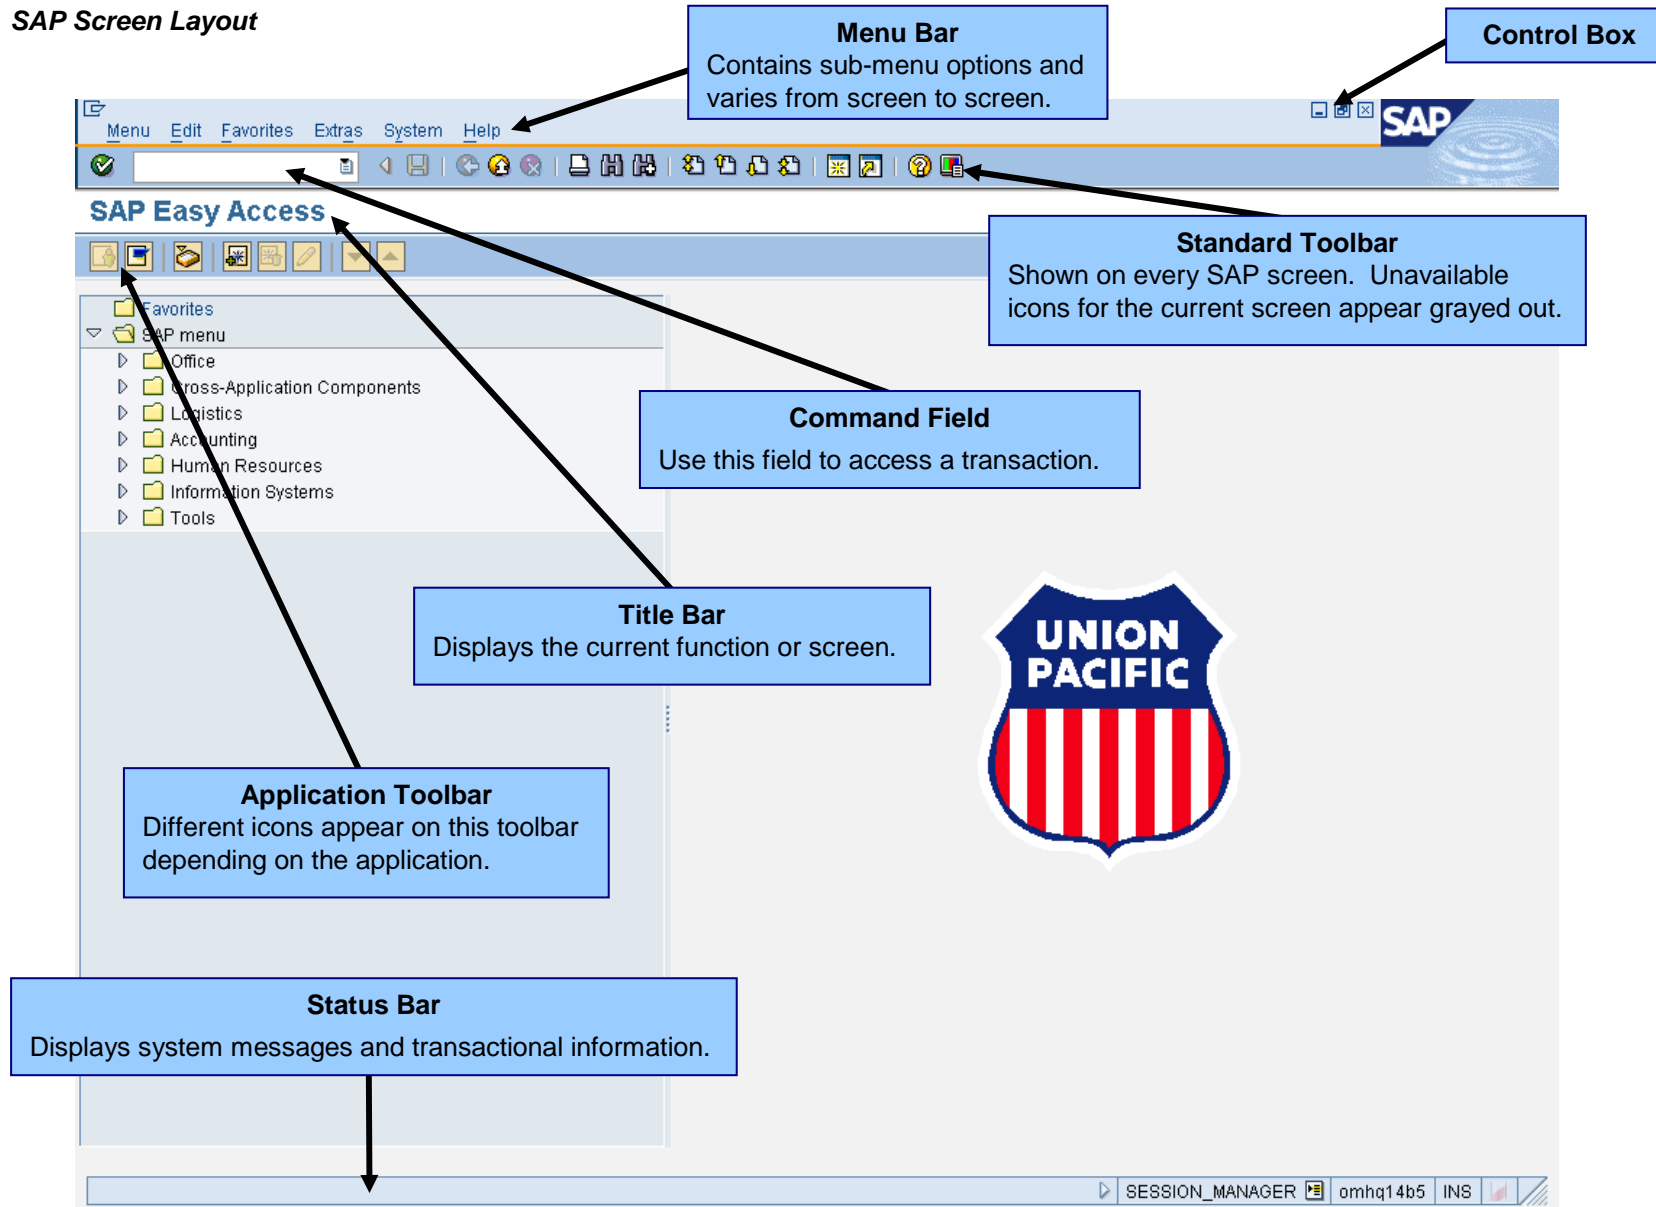 SAP Screen Layout
Menu Bar
Contains sub-menu options and
varies from screen to screen.
Control Box
Menu Edit Favorites Extras System Help
SAP
SAP Easy Access
Standard Toolbar
Shown on every SAP screen. Unavailable
icons for the current screen appear grayed out.
Favorites
SAP menu
Office
Cross-Application Components
Logistics
Accounting
Human Resources
Information Systems
Tools
Command Field
Use this field to access a transaction.
Title Bar
Displays the current function or screen.
UNION
PACIFIC
Application Toolbar
Different icons appear on this toolbar
depending on the application.
Status Bar
Displays system messages and transactional information.
SESSION_MANAGER omhq14b5 INS